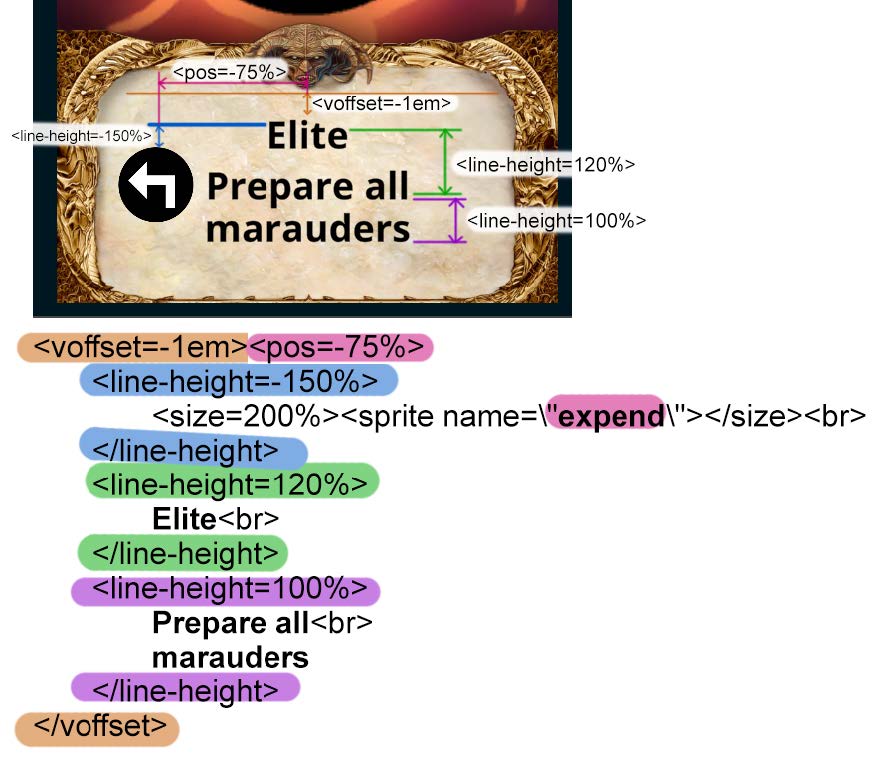 <pos=-75%>
<voffset=-1em>
<line-height=-150%>
Elite
<line-height=120%>
Prepare all
marauders
<line-height=100%>
<voffset=-1em><pos=-75%>
<line-height=-150%>
<size=200%><sprite name=\"expend\"></size><br>
</line-height>
<line-height=120%>
Elite<br>
</line-height>
<line-height=100%>
Prepare all<br>
marauders
</line-height>
</voffset>